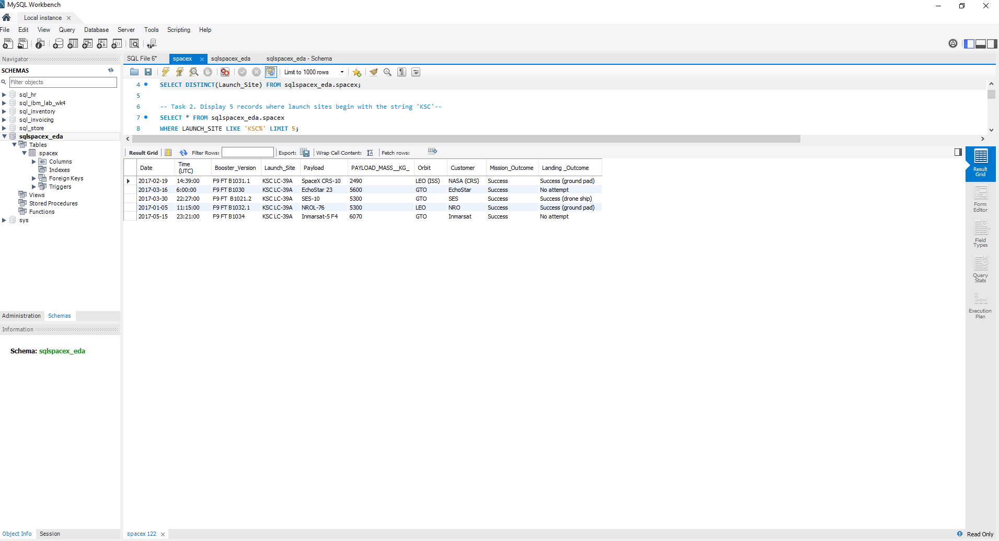 MySQL Workbench
Local instance
File Edit View Query Database Server Tools Scripting Help
Navigator
SCHEMAS
Filter objects
sql_hr
sql_ibm_lab_wk4
sql_inventory
sql_invoicing
sql_store
sqlspacex_eda
Tables
spacex
Columns
Indexes
Foreign Keys
Triggers
Views
Stored Procedures
Functions
sys
Administration Schemas
Information
Schema: sqlspacex_eda
Object Info Session
SQL File 6* spacex sqlspacex_eda sqlspacex_eda - Schema
Limit to 1000 rows
4 SELECT DISTINCT(Launch_Site) FROM sqlspacex_eda.spacex;
5
6 -- Task 2. Display 5 records where launch sites begin with the string 'KSC'--
7 SELECT * FROM sqlspacex_eda.spacex
8 WHERE LAUNCH_SITE LIKE 'KSC%' LIMIT 5;
Result Grid Filter Rows: Export: Wrap Cell Content: Fetch rows:
Date Time (UTC) Booster_Version Launch_Site Payload PAYLOAD_MASS__KG_ Orbit Customer Mission_Outcome Landing _Outcome
2017-02-19 14:39:00 F9 FT B1031.1 KSC LC-39A SpaceX CRS-10 2490 LEO (ISS) NASA (CRS) Success Success (ground pad)
2017-03-16 6:00:00 F9 FT B1030 KSC LC-39A EchoStar 23 5600 GTO EchoStar Success No attempt
2017-03-30 22:27:00 F9 FT  B1021.2 KSC LC-39A SES-10 5300 GTO SES Success Success (drone ship)
2017-01-05 11:15:00 F9 FT B1032.1 KSC LC-39A NROL-76 5300 LEO NRO Success Success (ground pad)
2017-05-15 23:21:00 F9 FT B1034 KSC LC-39A Inmarsat-5 F4 6070 GTO Inmarsat Success No attempt
Result
Grid
Form
Editor
Field
Types
Query
Stats
Execution
Plan
spacex 122
Read Only